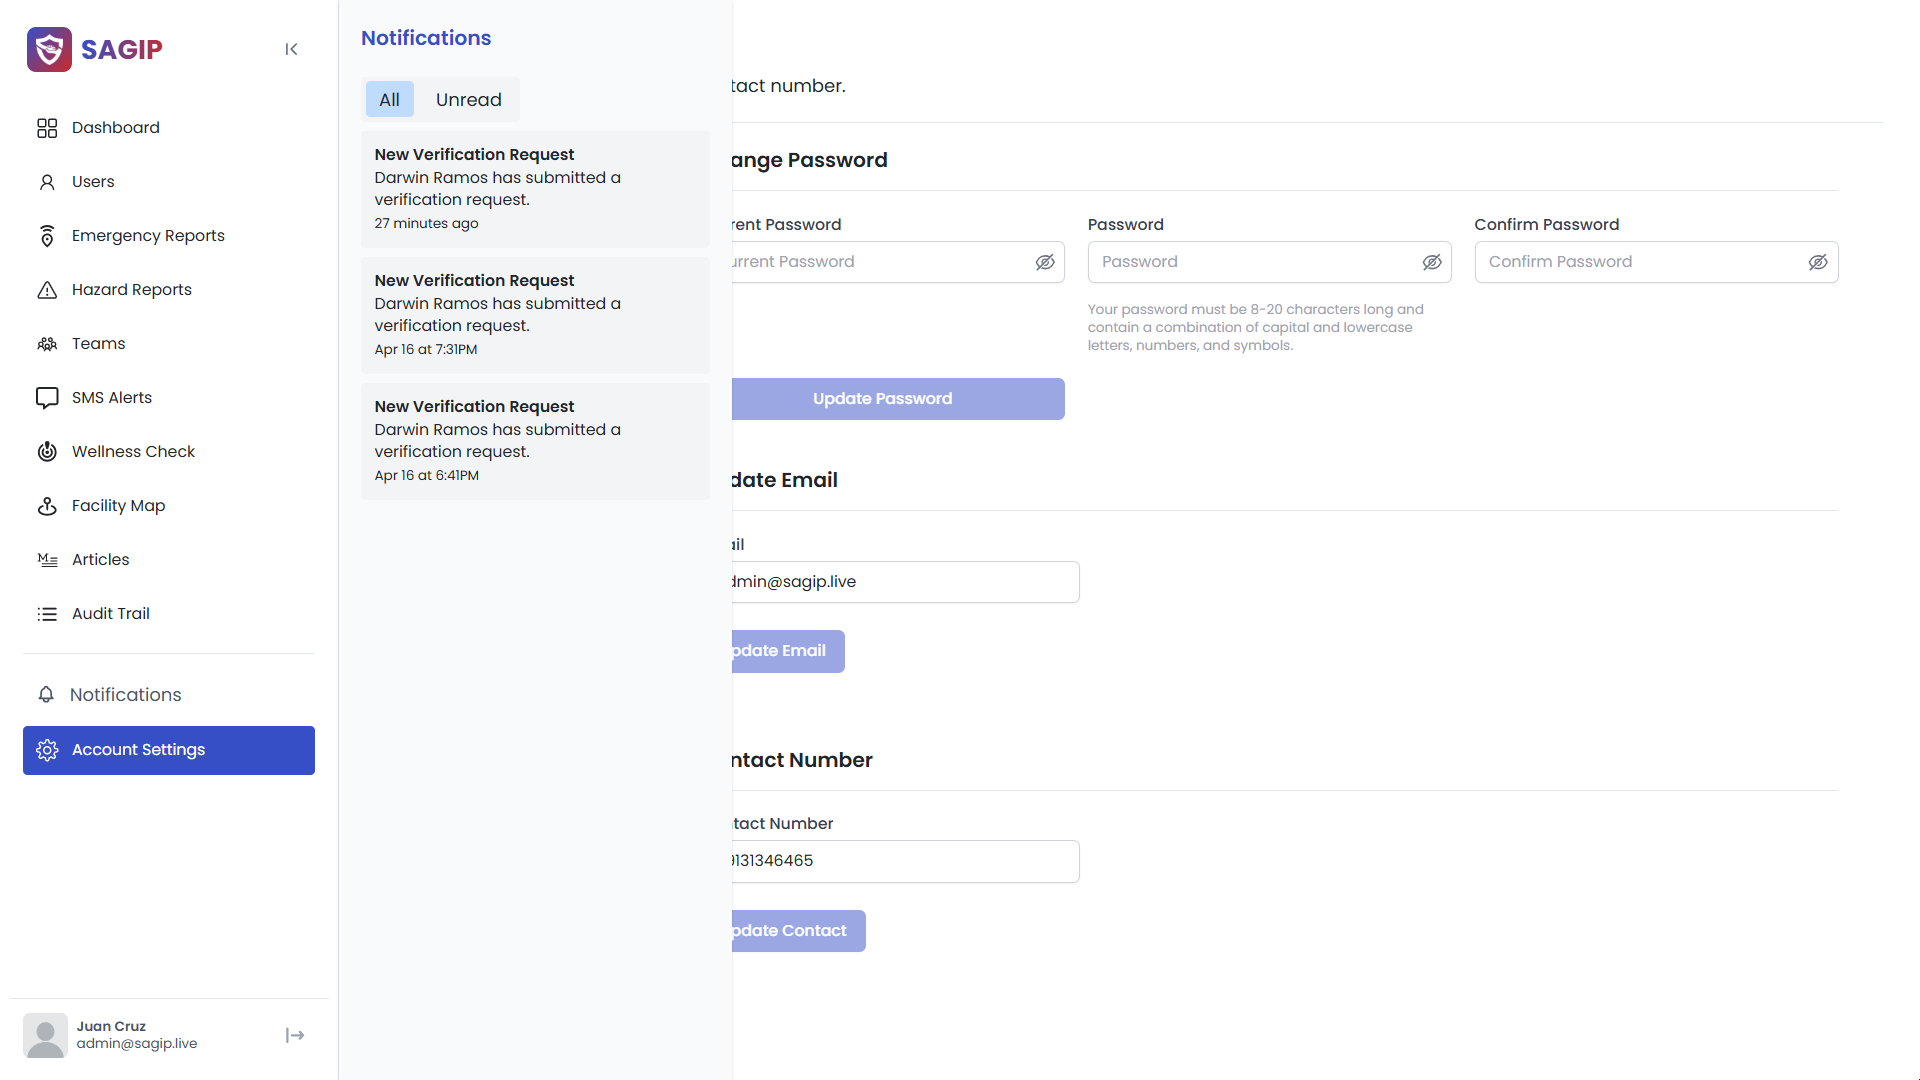 SAGIP
Dashboard
Users
Emergency Reports
Hazard Reports
Teams
SMS Alerts
Wellness Check
Facility Map
Articles
Audit Trail
Notifications
Account Settings
Juan Cruz
admin@sagip.live
Notifications
All
Unread
New Verification Request
Darwin Ramos has submitted a
verification request.
27 minutes ago
New Verification Request
Darwin Ramos has submitted a
verification request.
Apr 16 at 7:31PM
New Verification Request
Darwin Ramos has submitted a
verification request.
Apr 16 at 6:41PM
tact number.
ange Password
rent Password
Password
Confirm Password
urrent Password
Password
Confirm Password
Your password must be 8-20 characters long and
contain a combination of capital and lowercase
letters, numbers, and symbols.
Update Password
date Email
ail
dmin@sagip.live
pdate Email
ntact Number
tact Number
9131346465
pdate Contact